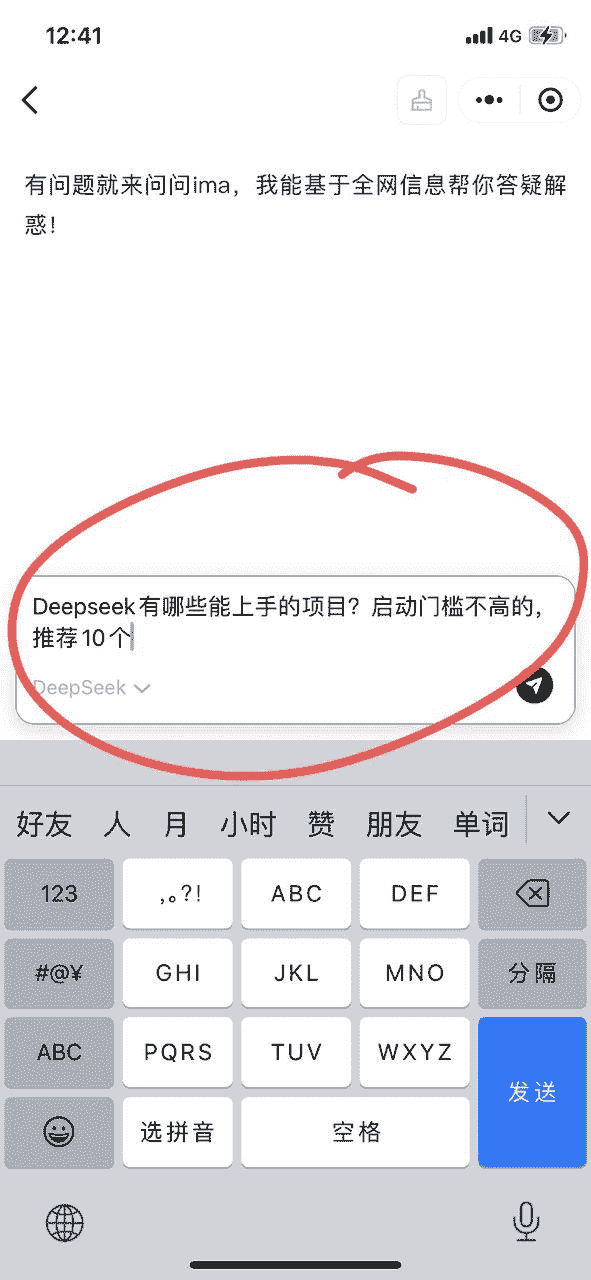 12:41
4G
有问题就来问问ima，我能基于全网信息帮你答疑解
惑！
Deepseek有哪些能上手的项目？启动门槛不高的，
推荐10个
DeepSeek
好友 人 月 小时 赞 朋友 单词
123 ,。?! ABC DEF
#@¥ GHI JKL MNO 分隔
ABC PQRS TUV WXYZ
发送
选拼音 空格